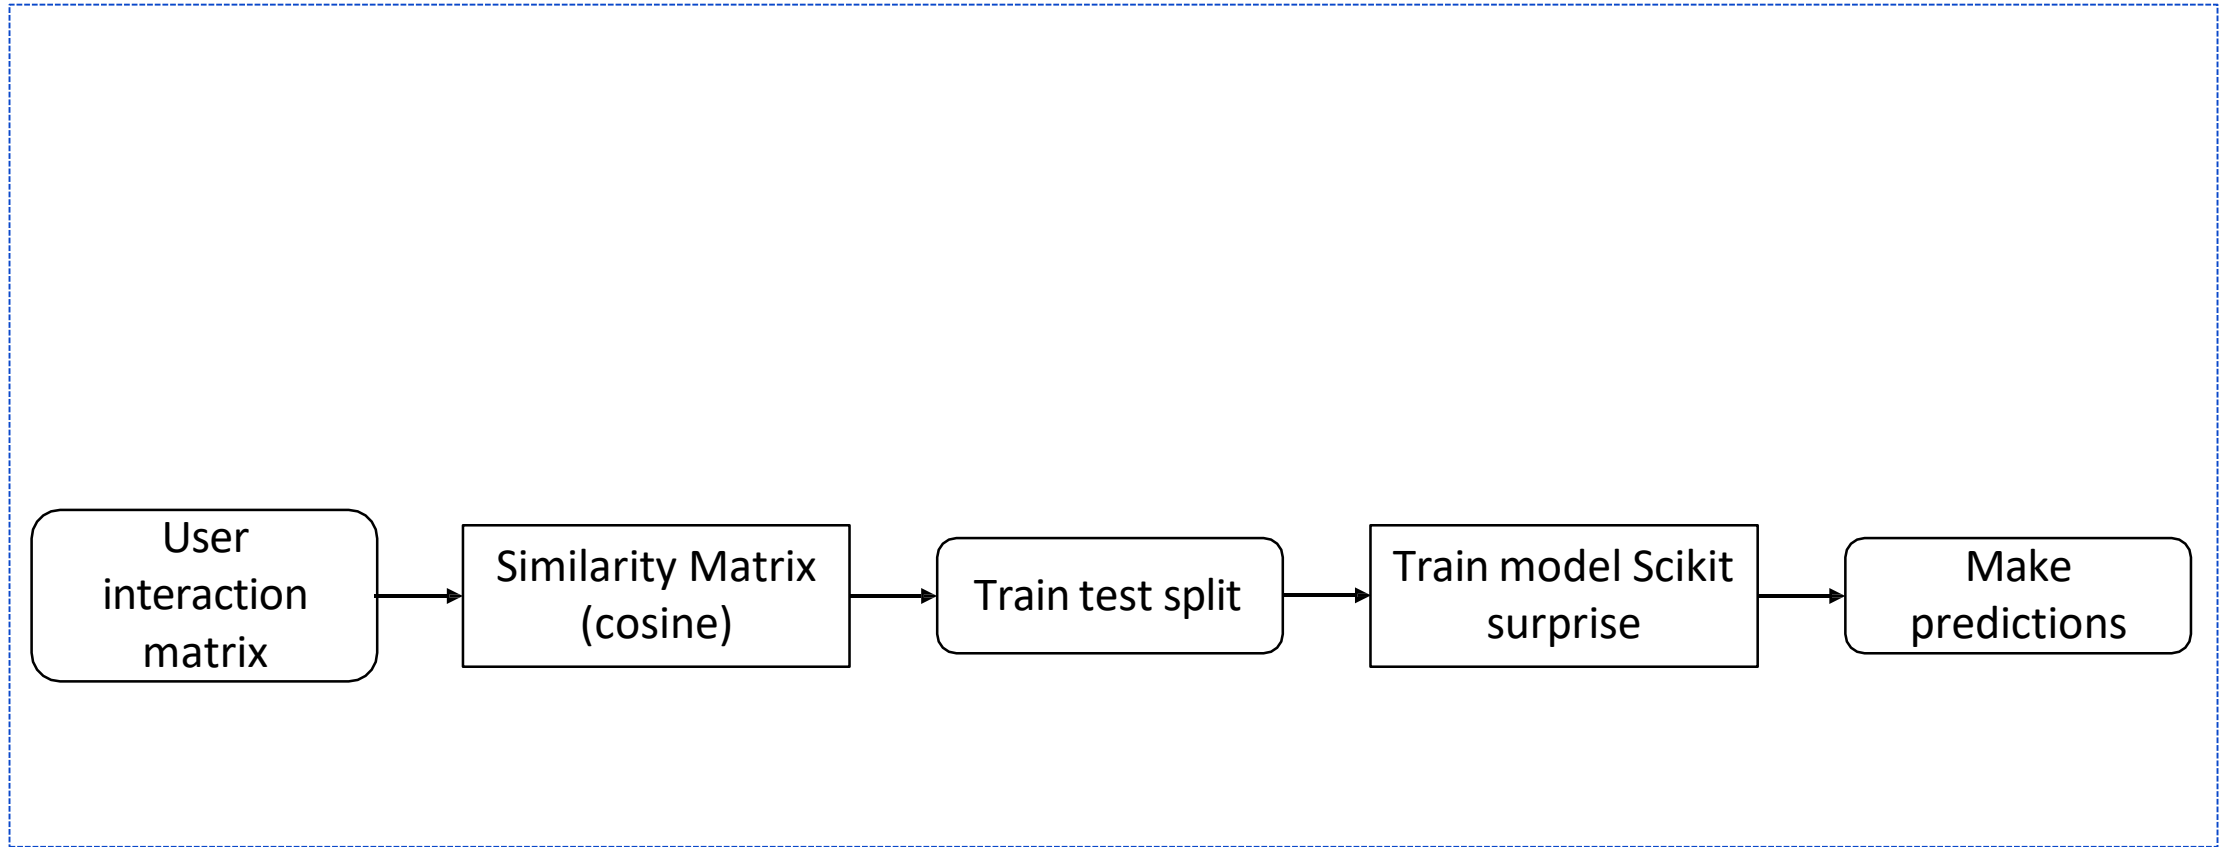 User
interaction
matrix
Similarity Matrix
(cosine)
Train test split
Train model Scikit
surprise
Make
predictions